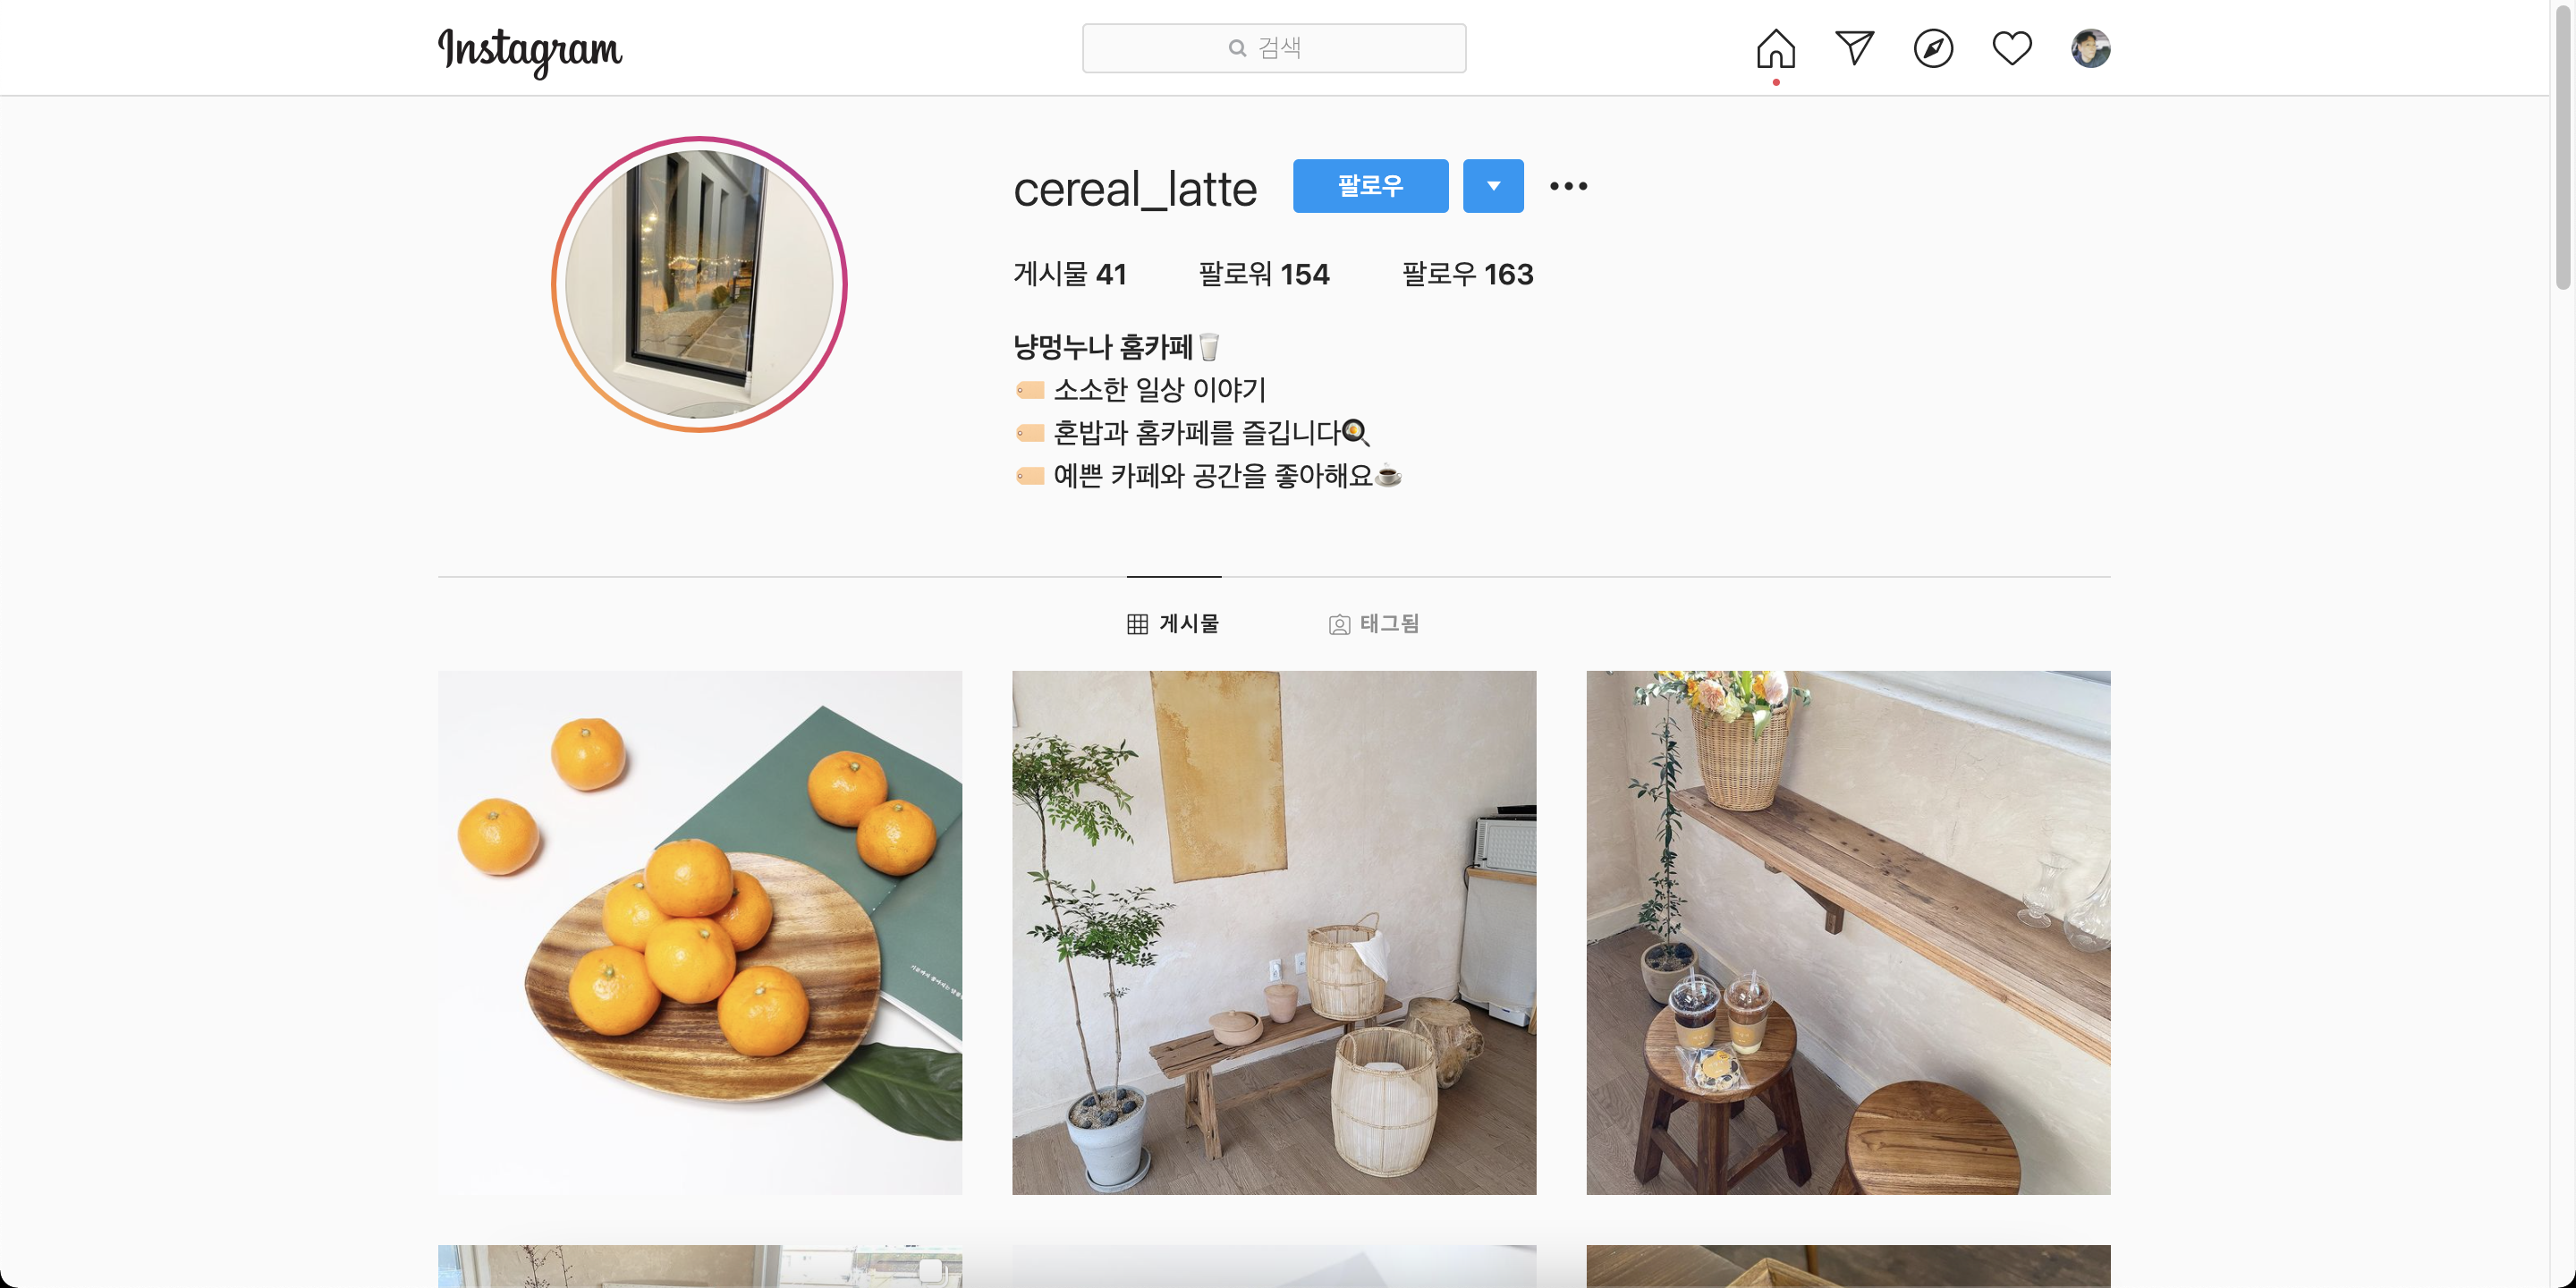 Instagram
검색
cereal_latte
팔로우
게시물 41 팔로워 154 팔로우 163
냥멍누나 홈카페🥛
🏷 소소한 일상 이야기
🏷 혼밥과 홈카페를 즐깁니다🍳
🏷 예쁜 카페와 공간을 좋아해요☕
게시물 태그됨